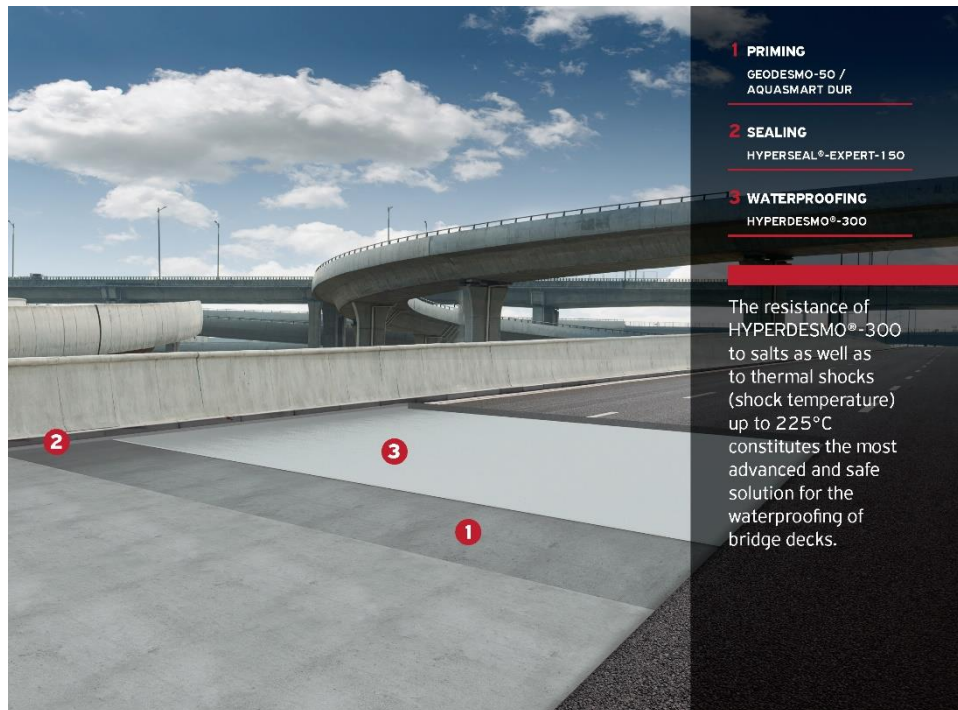 1 PRIMING
GEODESMO-50 /
AQUASMART DUR
2 SEALING
HYPERSEAL®-EXPERT-150
3 WATERPROOFING
HYPERDESMO®-300
The resistance of
HYPERDESMO®-300
to salts as well as
to thermal shocks
(shock temperature)
up to 225°C
constitutes the most
advanced and safe
solution for the
waterproofing of
bridge decks.
2
3
1